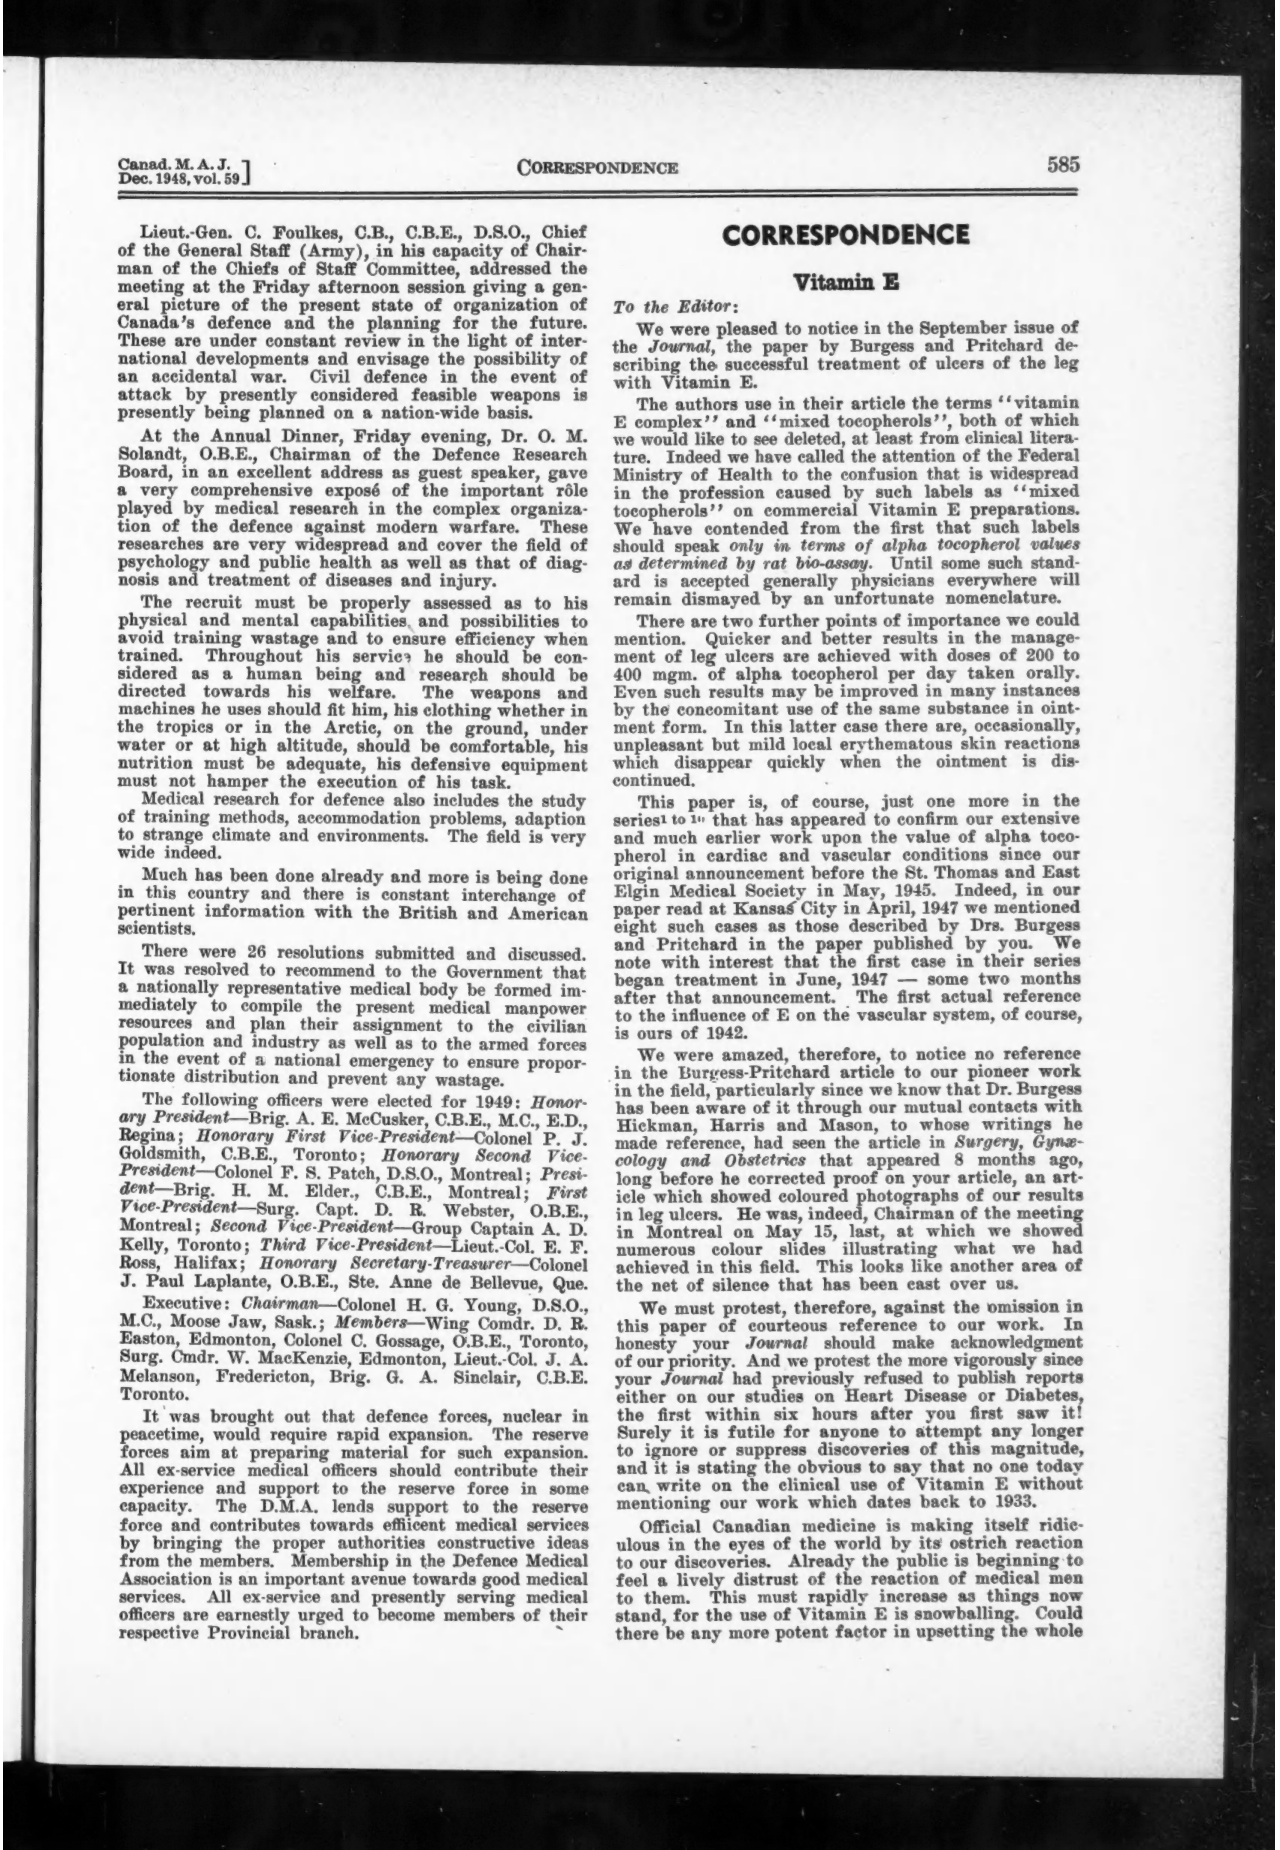 Canad. M. A. J.
Dec. 1948, vol. 59
CORRESPONDENCE
585
Lieut.-Gen. C. Foulkes, C.B., C.B.E., D.S.O., Chief
of the General Staff (Army), in his capacity of Chair-
man of the Chiefs of Staff Committee, addressed the
meeting at the Friday afternoon session giving a gen-
eral picture of the present state of organization of
Canada's defence and the planning for the future.
These are under constant review in the light of inter-
national developments and envisage the possibility of
an accidental war. Civil defence in the event of
attack by presently considered feasible weapons is
presently being planned on a nation-wide basis.
At the Annual Dinner, Friday evening, Dr. O. M.
Solandt, O.B.E., Chairman of the Defence Research
Board, in an excellent address as guest speaker, gave
a very comprehensive exposé of the important rôle
played by medical research in the complex organiza-
tion of the defence against modern warfare. These
researches are very widespread and cover the field of
psychology and public health as well as that of diag-
nosis and treatment of diseases and injury.
The recruit must be properly assessed as to his
physical and mental capabilities and possibilities to
avoid training wastage and to ensure efficiency when
trained. Throughout his service he should be con-
sidered as a human being and research should be
directed towards his welfare. The weapons and
machines he uses should fit him, his clothing whether in
the tropics or in the Arctic, on the ground, under
water or at high altitude, should be comfortable, his
nutrition must be adequate, his defensive equipment
must not hamper the execution of his task.
Medical research for defence also includes the study
of training methods, accommodation problems, adaption
to strange climate and environments. The field is very
wide indeed.
Much has been done already and more is being done
in this country and there is constant interchange of
pertinent information with the British and American
scientists.
There were 26 resolutions submitted and discussed.
It was resolved to recommend to the Government that
a nationally representative medical body be formed im-
mediately to compile the present medical manpower
resources and plan their assignment to the civilian
population and industry as well as to the armed forces
in the event of a national emergency to ensure propor-
tionate distribution and prevent any wastage.
The following officers were elected for 1949: Honor-
ary President—Brig. A. E. McCusker, C.B.E., M.C., E.D.,
Regina; Honorary First Vice-President—Colonel P. J.
Goldsmith, C.B.E., Toronto; Honorary Second Vice-
President—Colonel F. S. Patch, D.S.O., Montreal; Presi-
dent—Brig. H. M. Elder., C.B.E., Montreal; First
Vice-President—Surg. Capt. D. R. Webster, O.B.E.,
Montreal; Second Vice-President—Group Captain A. D.
Kelly, Toronto; Third Vice-President—Lieut.-Col. E. F.
Ross, Halifax; Honorary Secretary-Treasurer—Colonel
J. Paul Laplante, O.B.E., Ste. Anne de Bellevue, Que.
Executive: Chairman—Colonel H. G. Young, D.S.O.,
M.C., Moose Jaw, Sask.; Members—Wing Comdr. D. R.
Easton, Edmonton, Colonel C. Gossage, O.B.E., Toronto,
Surg. Cmdr. W. MacKenzie, Edmonton, Lieut.-Col. J. A.
Melanson, Fredericton, Brig. G. A. Sinclair, C.B.E.
Toronto.
It was brought out that defence forces, nuclear in
peacetime, would require rapid expansion. The reserve
forces aim at preparing material for such expansion.
All ex-service medical officers should contribute their
experience and support to the reserve force in some
capacity. The D.M.A. lends support to the reserve
force and contributes towards effiicent medical services
by bringing the proper authorities constructive ideas
from the members. Membership in the Defence Medical
Association is an important avenue towards good medical
services. All ex-service and presently serving medical
officers are earnestly urged to become members of their
respective Provincial branch.
CORRESPONDENCE
Vitamin E
To the Editor:
We were pleased to notice in the September issue of
the Journal, the paper by Burgess and Pritchard de-
scribing the successful treatment of ulcers of the leg
with Vitamin E.
The authors use in their article the terms "vitamin
E complex" and "mixed tocopherols", both of which
we would like to see deleted, at least from clinical litera-
ture. Indeed we have called the attention of the Federal
Ministry of Health to the confusion that is widespread
in the profession caused by such labels as "mixed
tocopherols" on commercial Vitamin E preparations.
We have contended from the first that such labels
should speak only in terms of alpha tocopherol values
as determined by rat bio-assay. Until some such stand-
ard is accepted generally physicians everywhere will
remain dismayed by an unfortunate nomenclature.
There are two further points of importance we could
mention. Quicker and better results in the manage-
ment of leg ulcers are achieved with doses of 200 to
400 mgm. of alpha tocopherol per day taken orally.
Even such results may be improved in many instances
by the concomitant use of the same substance in oint-
ment form. In this latter case there are, occasionally,
unpleasant but mild local erythematous skin reactions
which disappear quickly when the ointment is dis-
continued.
This paper is, of course, just one more in the
series1 to 10 that has appeared to confirm our extensive
and much earlier work upon the value of alpha toco-
pherol in cardiac and vascular conditions since our
original announcement before the St. Thomas and East
Elgin Medical Society in May, 1945. Indeed, in our
paper read at Kansas City in April, 1947 we mentioned
eight such cases as those described by Drs. Burgess
and Pritchard in the paper published by you. We
note with interest that the first case in their series
began treatment in June, 1947 — some two months
after that announcement. The first actual reference
to the influence of E on the vascular system, of course,
is ours of 1942.
We were amazed, therefore, to notice no reference
in the Burgess-Pritchard article to our pioneer work
in the field, particularly since we know that Dr. Burgess
has been aware of it through our mutual contacts with
Hickman, Harris and Mason, to whose writings he
made reference, had seen the article in Surgery, Gynæ-
cology and Obstetrics that appeared 8 months ago,
long before he corrected proof on your article, an art-
icle which showed coloured photographs of our results
in leg ulcers. He was, indeed, Chairman of the meeting
in Montreal on May 15, last, at which we showed
numerous colour slides illustrating what we had
achieved in this field. This looks like another area of
the net of silence that has been cast over us.
We must protest, therefore, against the omission in
this paper of courteous reference to our work. In
honesty your Journal should make acknowledgment
of our priority. And we protest the more vigorously since
your Journal had previously refused to publish reports
either on our studies on Heart Disease or Diabetes,
the first within six hours after you first saw it!
Surely it is futile for anyone to attempt any longer
to ignore or suppress discoveries of this magnitude,
and it is stating the obvious to say that no one today
can write on the clinical use of Vitamin E without
mentioning our work which dates back to 1933.
Official Canadian medicine is making itself ridic-
ulous in the eyes of the world by its ostrich reaction
to our discoveries. Already the public is beginning to
feel a lively distrust of the reaction of medical men
to them. This must rapidly increase as things now
stand, for the use of Vitamin E is snowballing. Could
there be any more potent factor in upsetting the whole